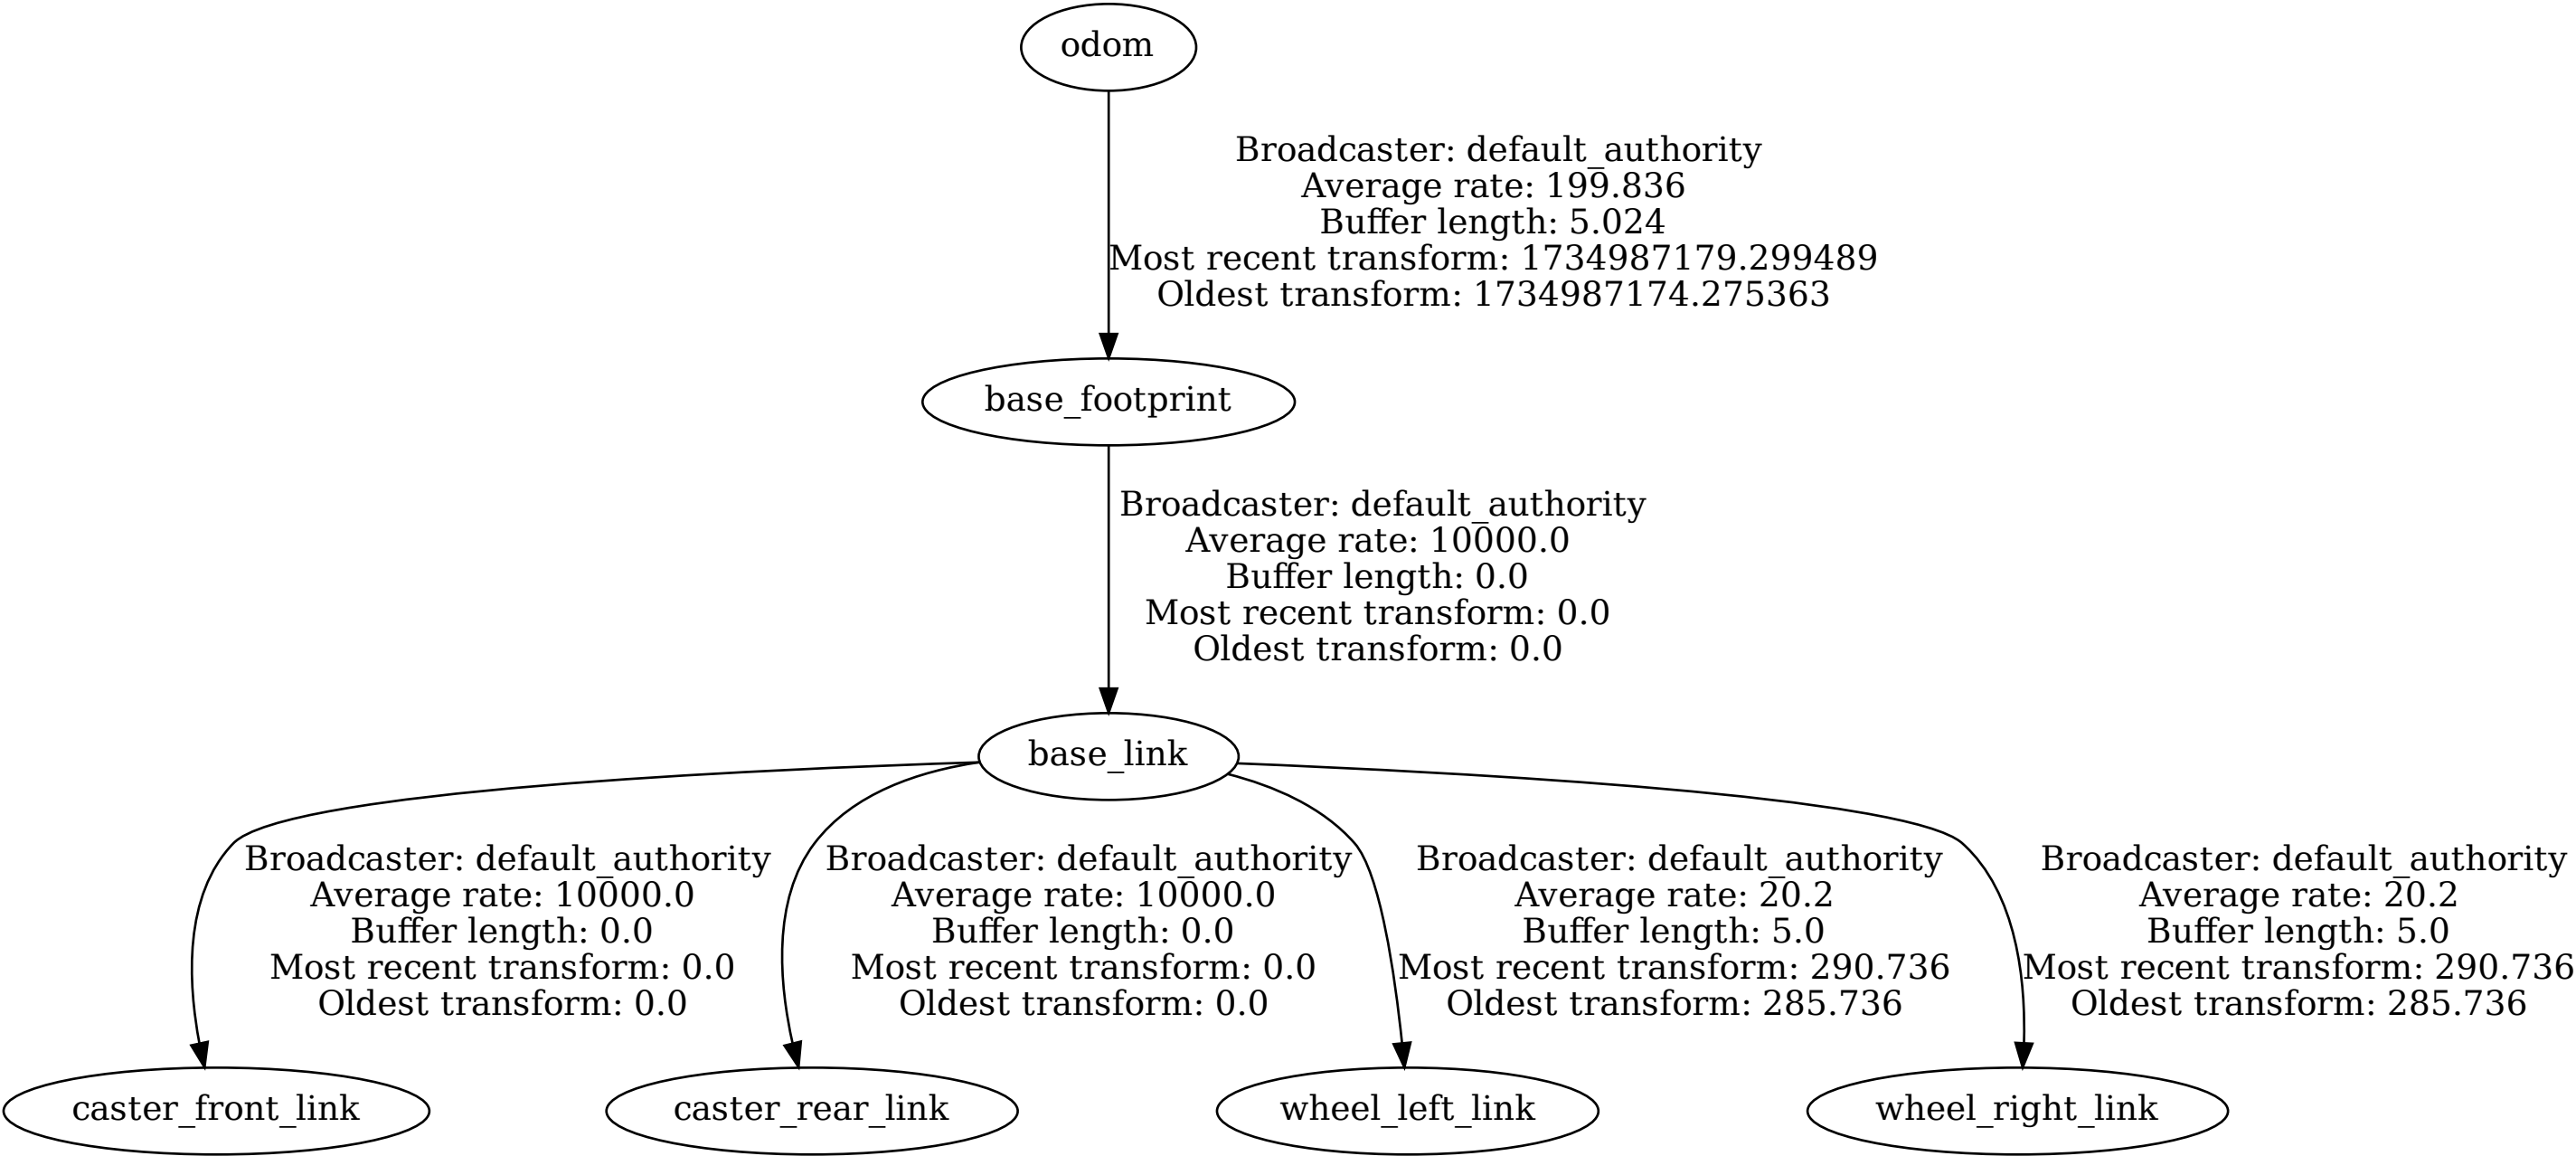 odom
Broadcaster: default_authority
Average rate: 199.836
Buffer length: 5.024
Most recent transform: 1734987179.299489
Oldest transform: 1734987174.275363
base_footprint
Broadcaster: default_authority
Average rate: 10000.0
Buffer length: 0.0
Most recent transform: 0.0
Oldest transform: 0.0
base_link
Broadcaster: default_authority
Average rate: 10000.0
Buffer length: 0.0
Most recent transform: 0.0
Oldest transform: 0.0
Broadcaster: default_authority
Average rate: 10000.0
Buffer length: 0.0
Most recent transform: 0.0
Oldest transform: 0.0
Broadcaster: default_authority
Average rate: 20.2
Buffer length: 5.0
Most recent transform: 290.736
Oldest transform: 285.736
Broadcaster: default_authority
Average rate: 20.2
Buffer length: 5.0
Most recent transform: 290.736
Oldest transform: 285.736
caster_front_link
caster_rear_link
wheel_left_link
wheel_right_link